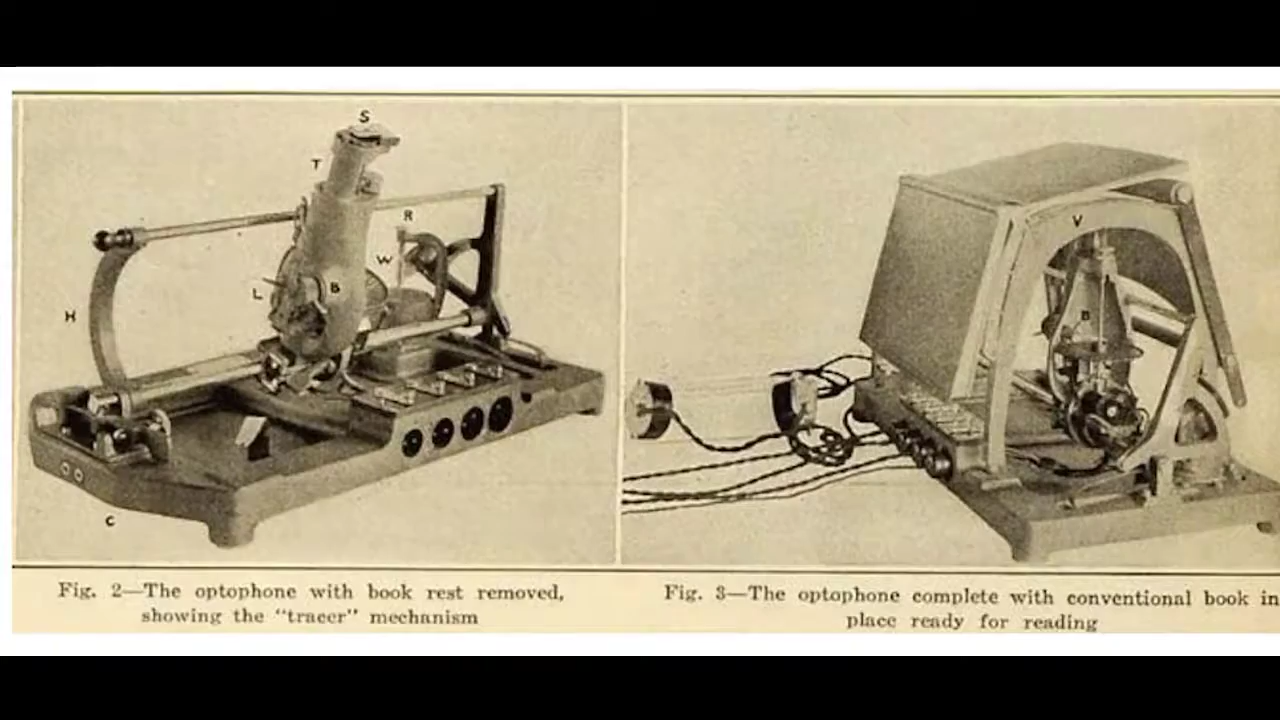 S
T
R
W
L
B
H
C
V
B
Fig. 2—The optophone with book rest removed,
showing the "tracer" mechanism
Fig. 3—The optophone complete with conventional book in
place ready for reading